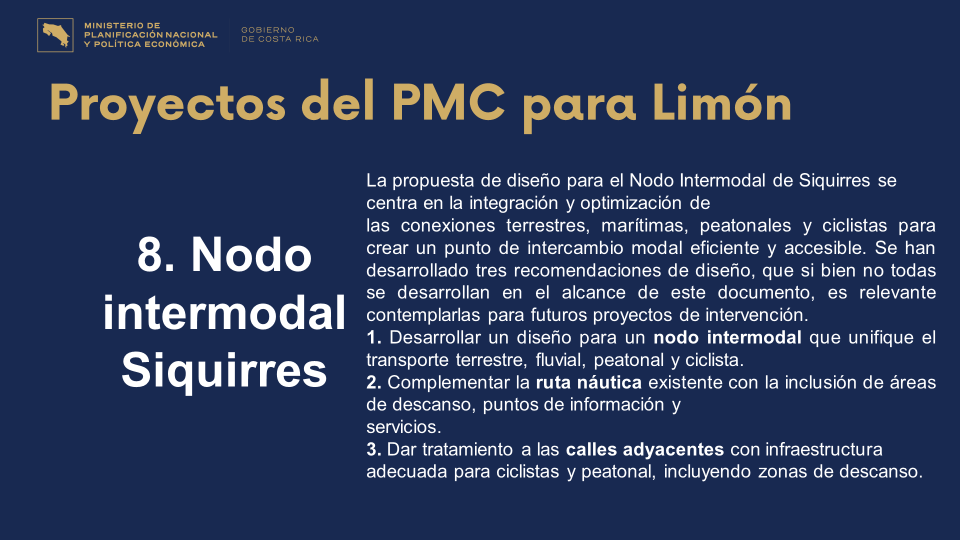 MINISTERIO DE
PLANIFICACIÓN NACIONAL
Y POLÍTICA ECONÓMICA
GOBIERNO
DE COSTA RICA
Proyectos del PMC para Limón
8. Nodo
intermodal
Siquirres
La propuesta de diseño para el Nodo Intermodal de Siquirres se
centra en la integración y optimización de
las conexiones terrestres, marítimas, peatonales y ciclistas para
crear un punto de intercambio modal eficiente y accesible. Se han
desarrollado tres recomendaciones de diseño, que si bien no todas
se desarrollan en el alcance de este documento, es relevante
contemplarlas para futuros proyectos de intervención.
1. Desarrollar un diseño para un nodo intermodal que unifique el
transporte terrestre, fluvial, peatonal y ciclista.
2. Complementar la ruta náutica existente con la inclusión de áreas
de descanso, puntos de información y
servicios.
3. Dar tratamiento a las calles adyacentes con infraestructura
adecuada para ciclistas y peatonal, incluyendo zonas de descanso.